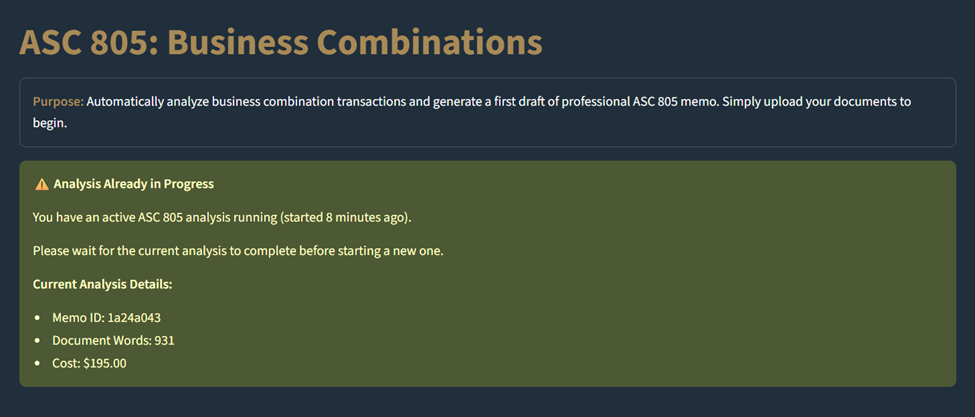 ASC 805: Business Combinations
Purpose: Automatically analyze business combination transactions and generate a first draft of professional ASC 805 memo. Simply upload your documents to
begin.
⚠️ Analysis Already in Progress
You have an active ASC 805 analysis running (started 8 minutes ago).
Please wait for the current analysis to complete before starting a new one.
Current Analysis Details:
• Memo ID: 1a24a043
• Document Words: 931
• Cost: $195.00